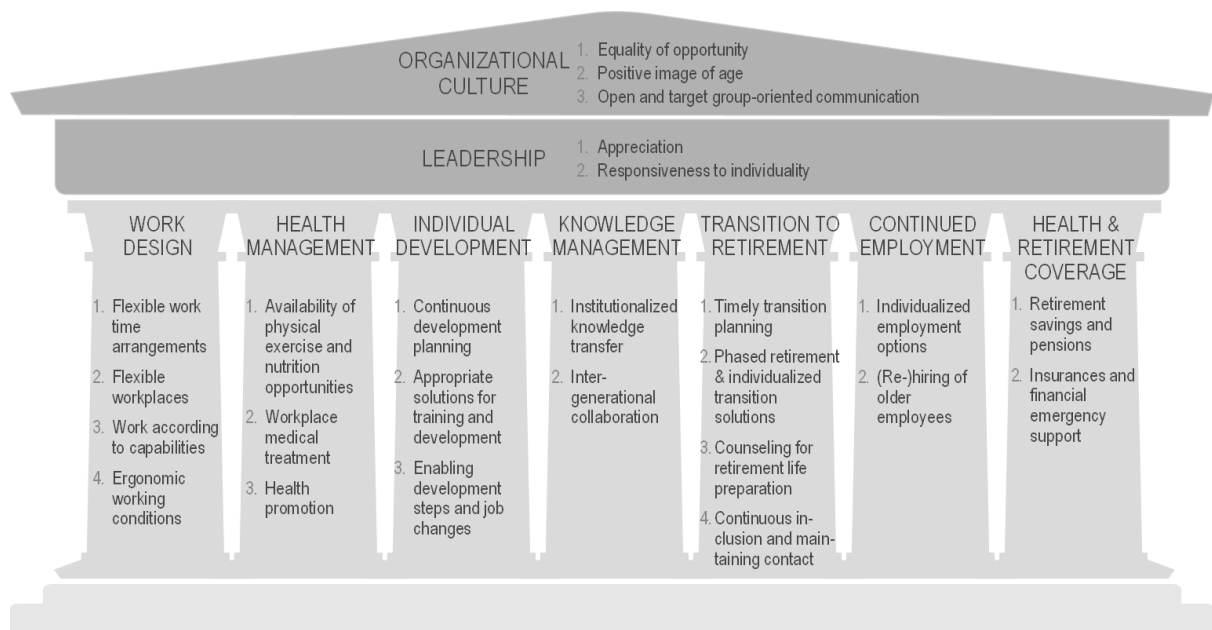 ORGANIZATIONAL
CULTURE
1. Equality of opportunity
2. Positive image of age
3. Open and target group-oriented communication
LEADERSHIP
1. Appreciation
2. Responsiveness to individuality
WORK
DESIGN
1. Flexible work
time
arrangements
2. Flexible
workplaces
3. Work according
to capabilities
4. Ergonomic
working
conditions
HEALTH
MANAGEMENT
1. Availability of
physical
exercise and
nutrition
opportunities
2. Workplace
medical
treatment
3. Health
promotion
INDIVIDUAL
DEVELOPMENT
1. Continuous
development
planning
2. Appropriate
solutions for
training and
development
3. Enabling
development
steps and job
changes
KNOWLEDGE
MANAGEMENT
1. Institutionalized
knowledge
transfer
2. Inter-
generational
collaboration
TRANSITION TO
RETIREMENT
1. Timely transition
planning
2. Phased retirement
& individualized
transition
solutions
3. Counseling for
retirement life
preparation
4. Continuous in-
clusion and main-
taining contact
CONTINUED
EMPLOYMENT
1. Individualized
employment
options
2. (Re-)hiring of
older
employees
HEALTH &
RETIREMENT
COVERAGE
1. Retirement
savings and
pensions
2. Insurances and
financial
emergency
support